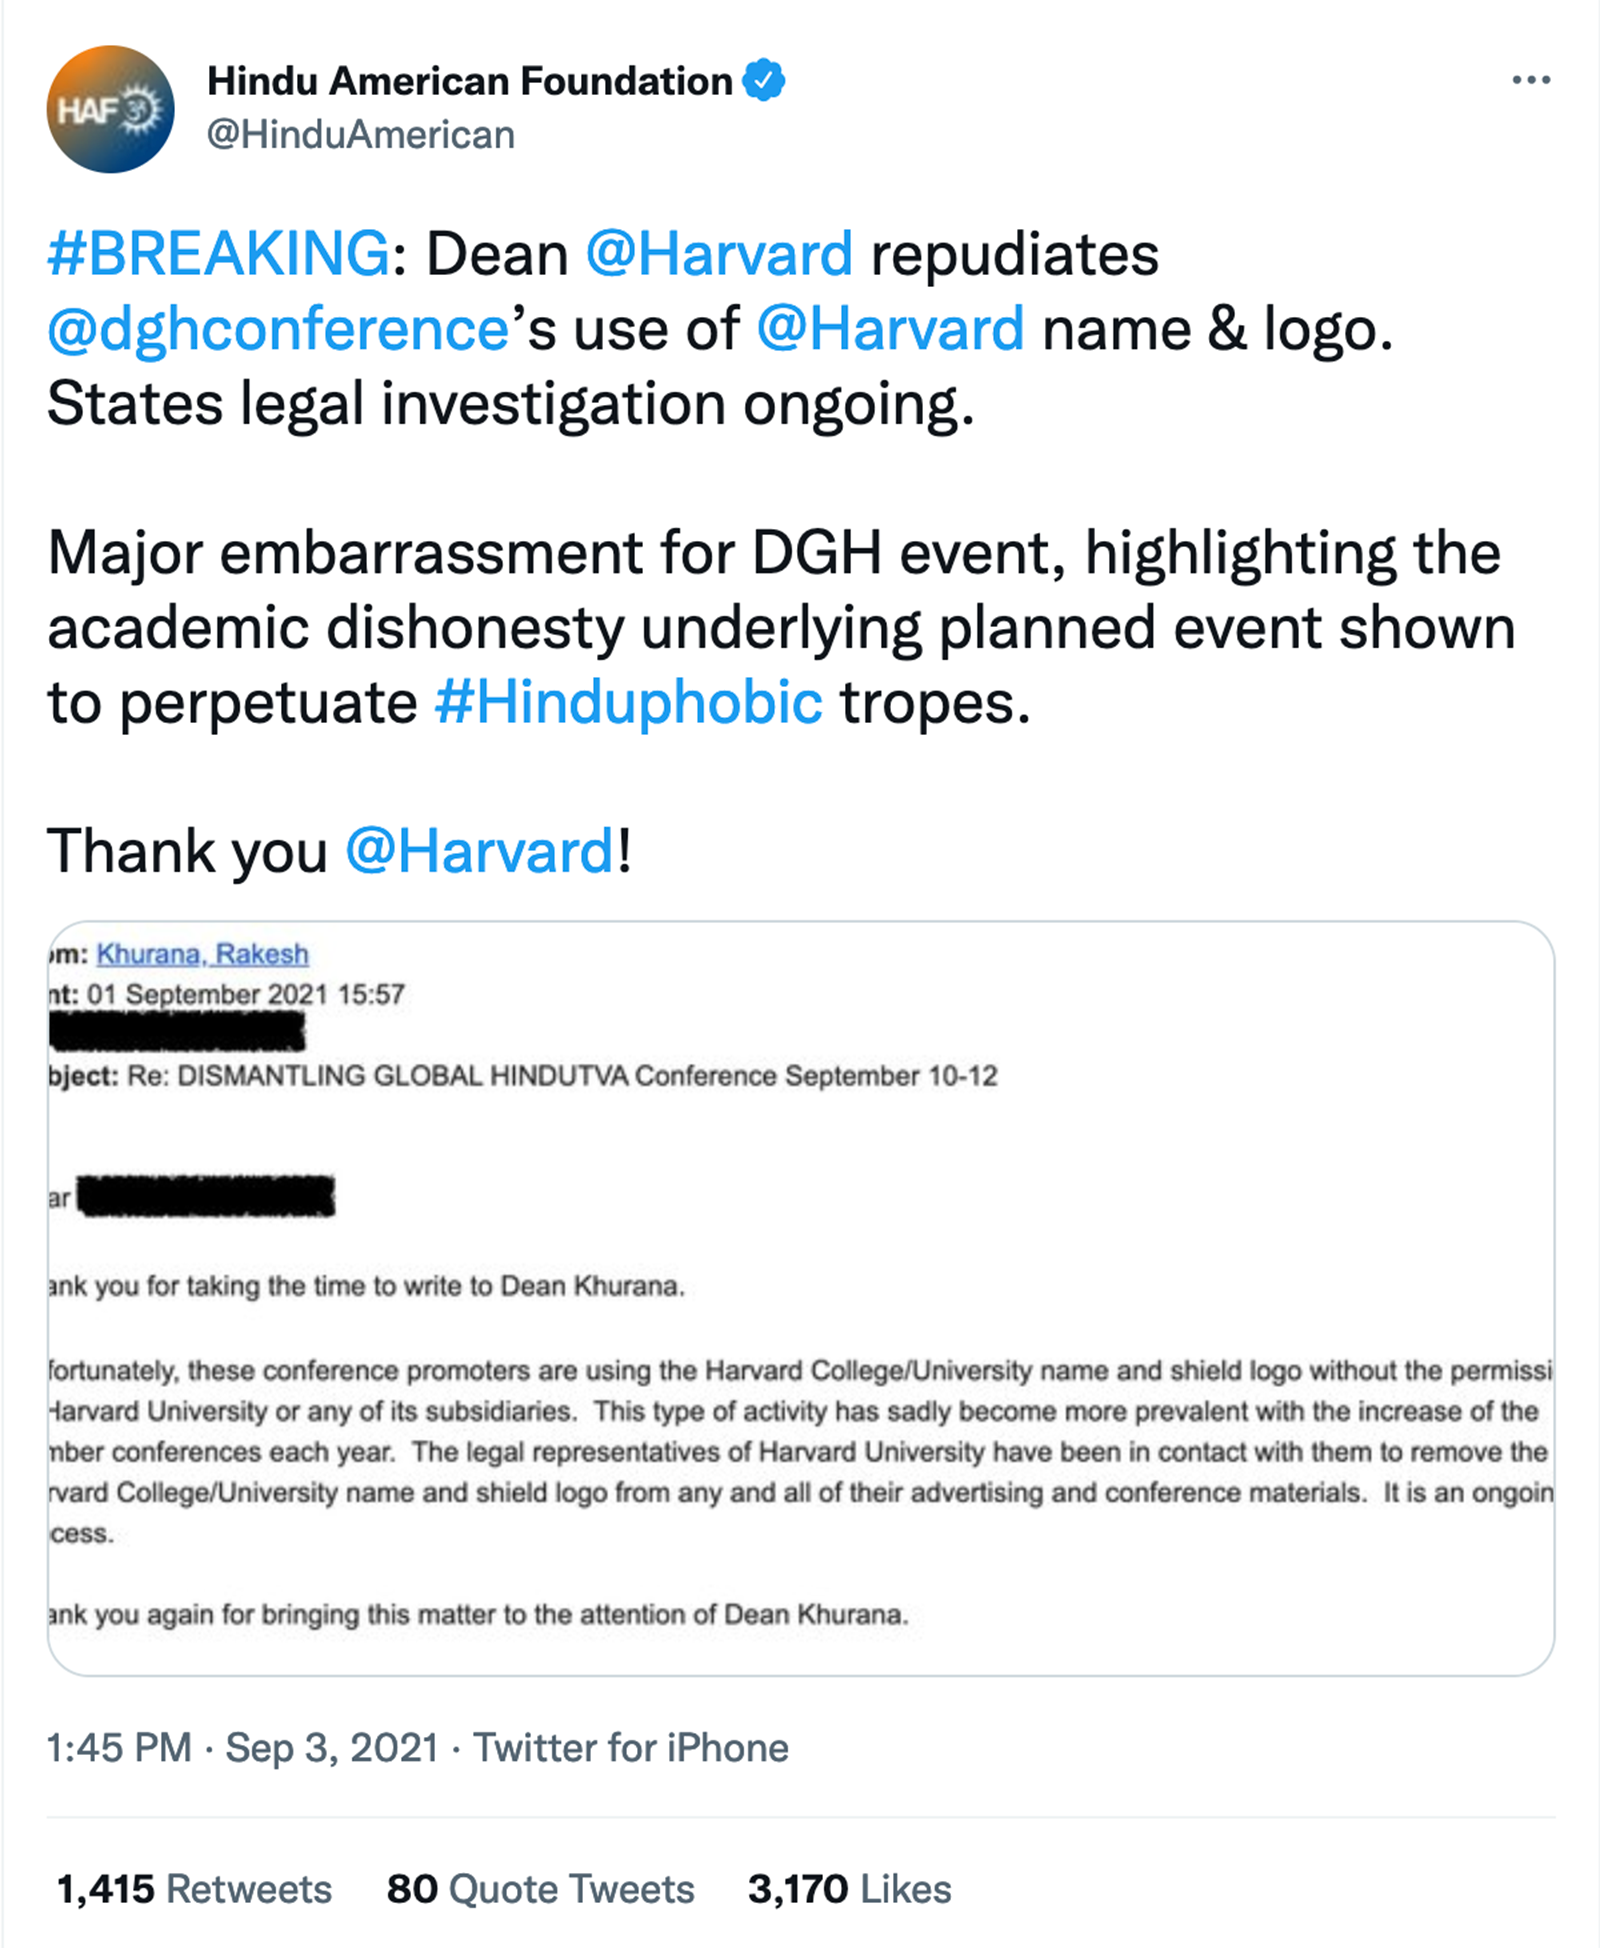 HAF ॐ
Hindu American Foundation
@HinduAmerican
#BREAKING: Dean @Harvard repudiates
@dghconference’s use of @Harvard name & logo.
States legal investigation ongoing.
Major embarrassment for DGH event, highlighting the
academic dishonesty underlying planned event shown
to perpetuate #Hinduphobic tropes.
Thank you @Harvard!
om: Khurana, Rakesh
nt: 01 September 2021 15:57
bject: Re: DISMANTLING GLOBAL HINDUTVA Conference September 10-12
ar
ank you for taking the time to write to Dean Khurana.
fortunately, these conference promoters are using the Harvard College/University name and shield logo without the permissi
Harvard University or any of its subsidiaries. This type of activity has sadly become more prevalent with the increase of the
mber conferences each year. The legal representatives of Harvard University have been in contact with them to remove the
rvard College/University name and shield logo from any and all of their advertising and conference materials. It is an ongoin
cess.
ank you again for bringing this matter to the attention of Dean Khurana.
1:45 PM · Sep 3, 2021 · Twitter for iPhone
1,415 Retweets 80 Quote Tweets 3,170 Likes